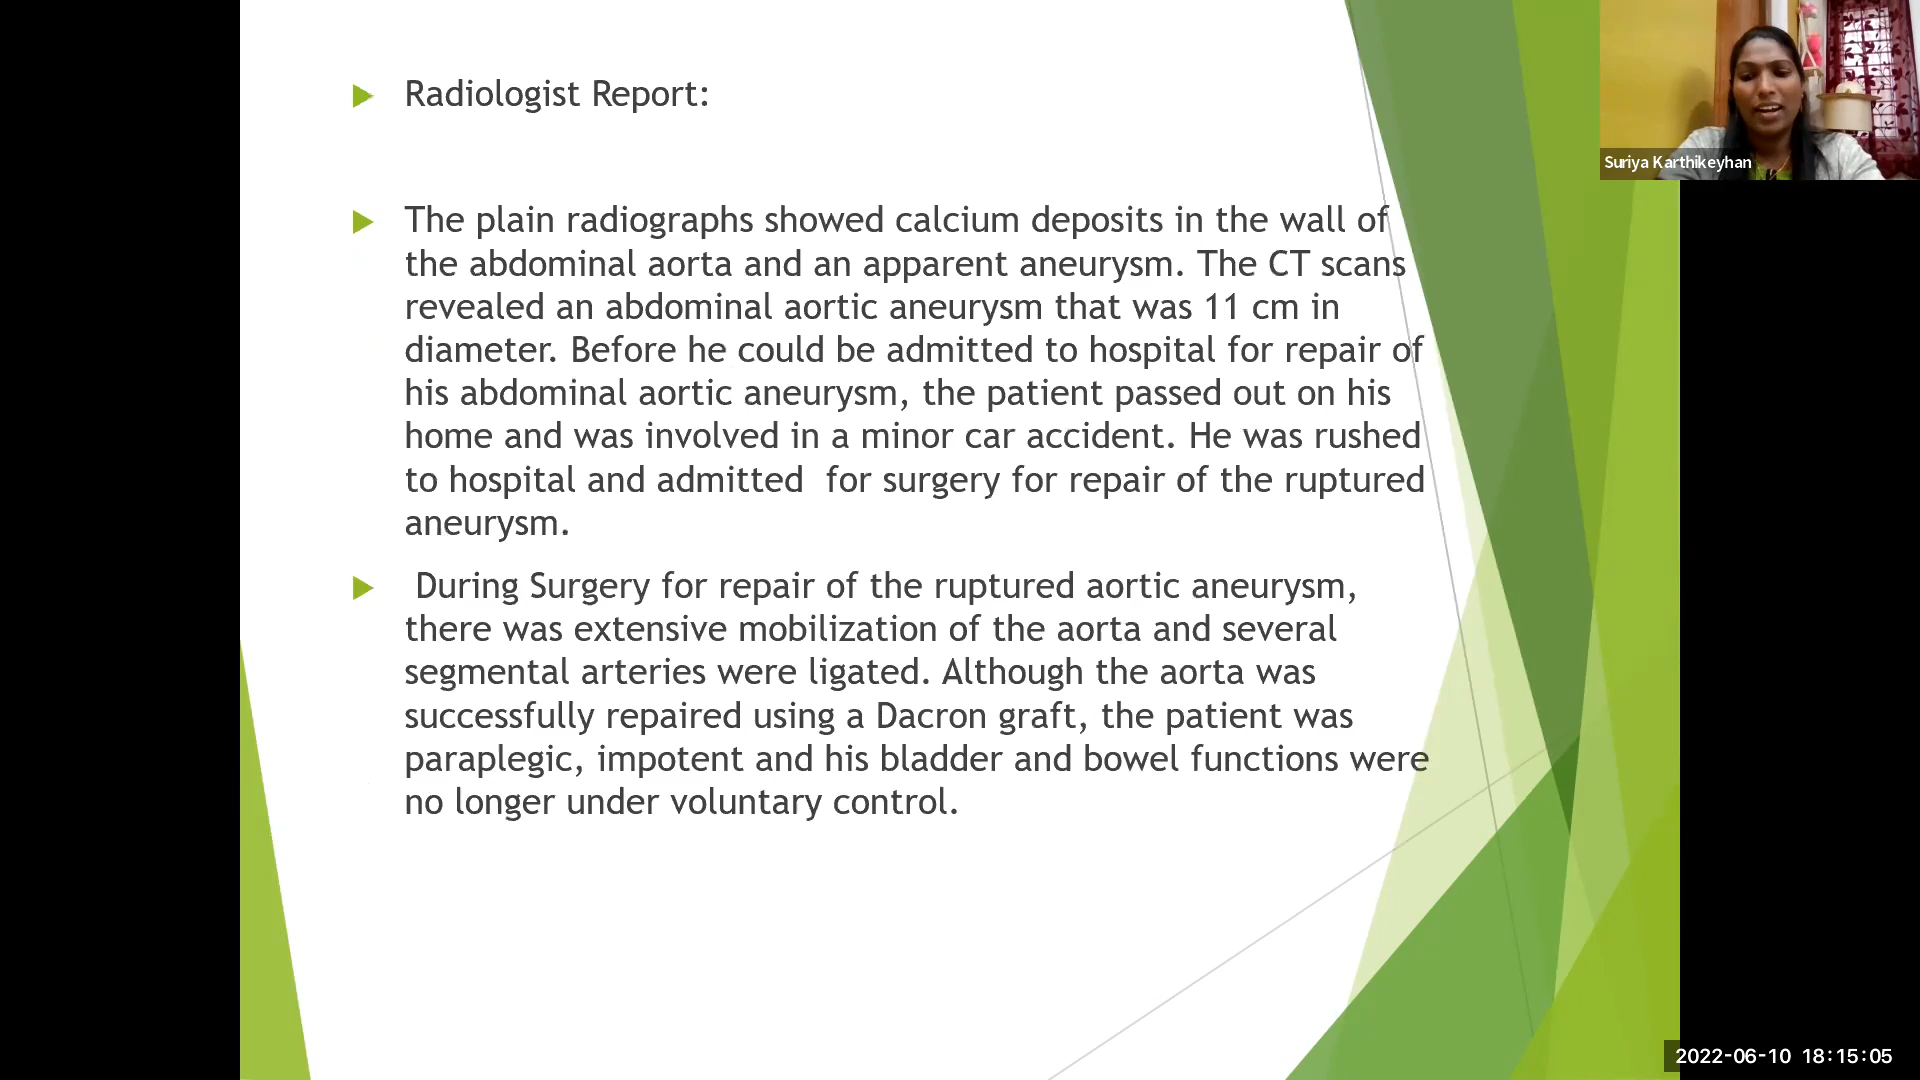 Radiologist Report:
The plain radiographs showed calcium deposits in the wall of
the abdominal aorta and an apparent aneurysm. The CT scans
revealed an abdominal aortic aneurysm that was 11 cm in
diameter. Before he could be admitted to hospital for repair of
his abdominal aortic aneurysm, the patient passed out on his
home and was involved in a minor car accident. He was rushed
to hospital and admitted  for surgery for repair of the ruptured
aneurysm.
During Surgery for repair of the ruptured aortic aneurysm,
there was extensive mobilization of the aorta and several
segmental arteries were ligated. Although the aorta was
successfully repaired using a Dacron graft, the patient was
paraplegic, impotent and his bladder and bowel functions were
no longer under voluntary control.
Suriya Karthikeyhan
2022-06-10 18:15:05